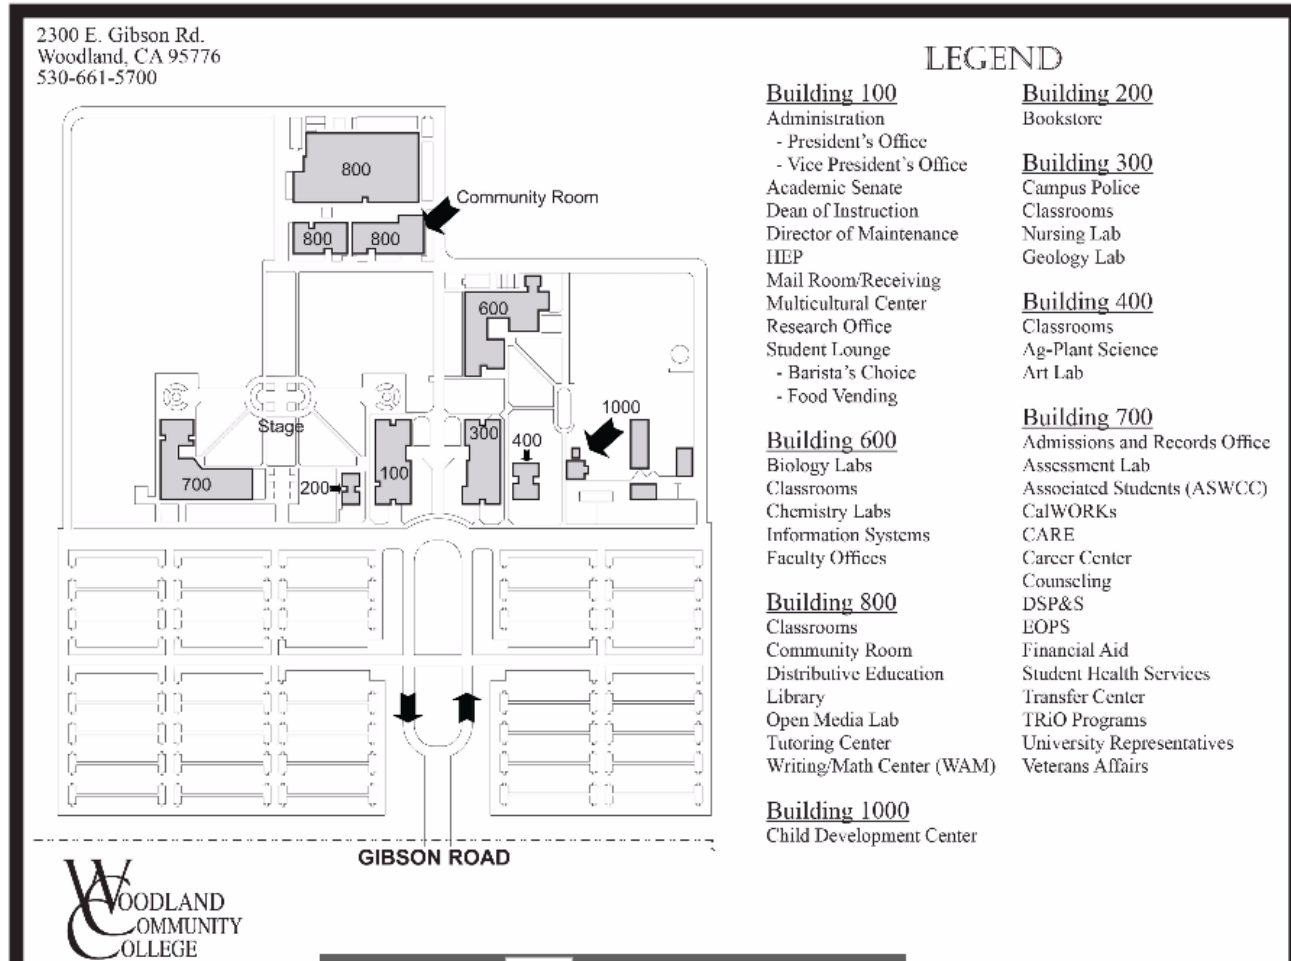 2300 E. Gibson Rd.
Woodland, CA 95776
530-661-5700
800
Community Room
800
800
600
1000
Stage
300
400
100
700
200
GIBSON ROAD
WOODLAND
COMMUNITY
COLLEGE
LEGEND
Building 100
Administration
- President's Office
- Vice President's Office
Academic Senate
Dean of Instruction
Director of Maintenance
HEP
Mail Room/Receiving
Multicultural Center
Research Office
Student Lounge
- Barista's Choice
- Food Vending
Building 600
Biology Labs
Classrooms
Chemistry Labs
Information Systems
Faculty Offices
Building 800
Classrooms
Community Room
Distributive Education
Library
Open Media Lab
Tutoring Center
Writing/Math Center (WAM)
Building 1000
Child Development Center
Building 200
Bookstore
Building 300
Campus Police
Classrooms
Nursing Lab
Geology Lab
Building 400
Classrooms
Ag-Plant Science
Art Lab
Building 700
Admissions and Records Office
Assessment Lab
Associated Students (ASWCC)
CalWORKs
CARE
Career Center
Counseling
DSP&S
EOPS
Financial Aid
Student Health Services
Transfer Center
TRiO Programs
University Representatives
Veterans Affairs